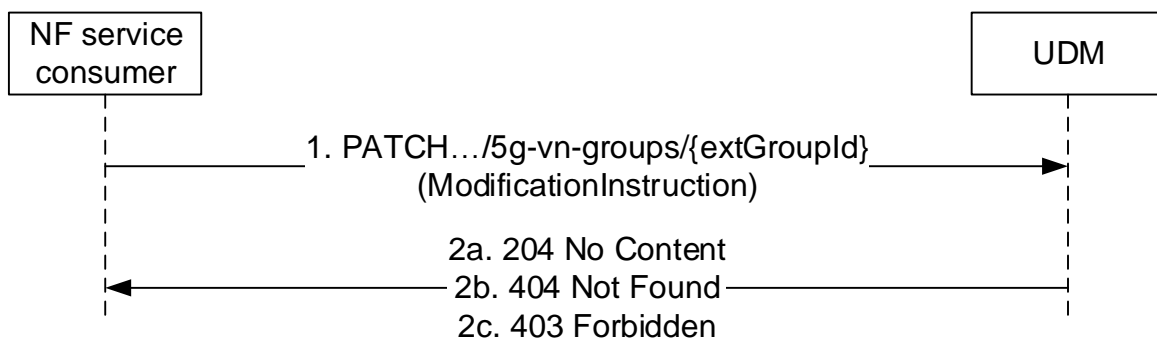 NF service
consumer
UDM
1. PATCH…/5g-vn-groups/{extGroupId}
(ModificationInstruction)
2a. 204 No Content
2b. 404 Not Found
2c. 403 Forbidden